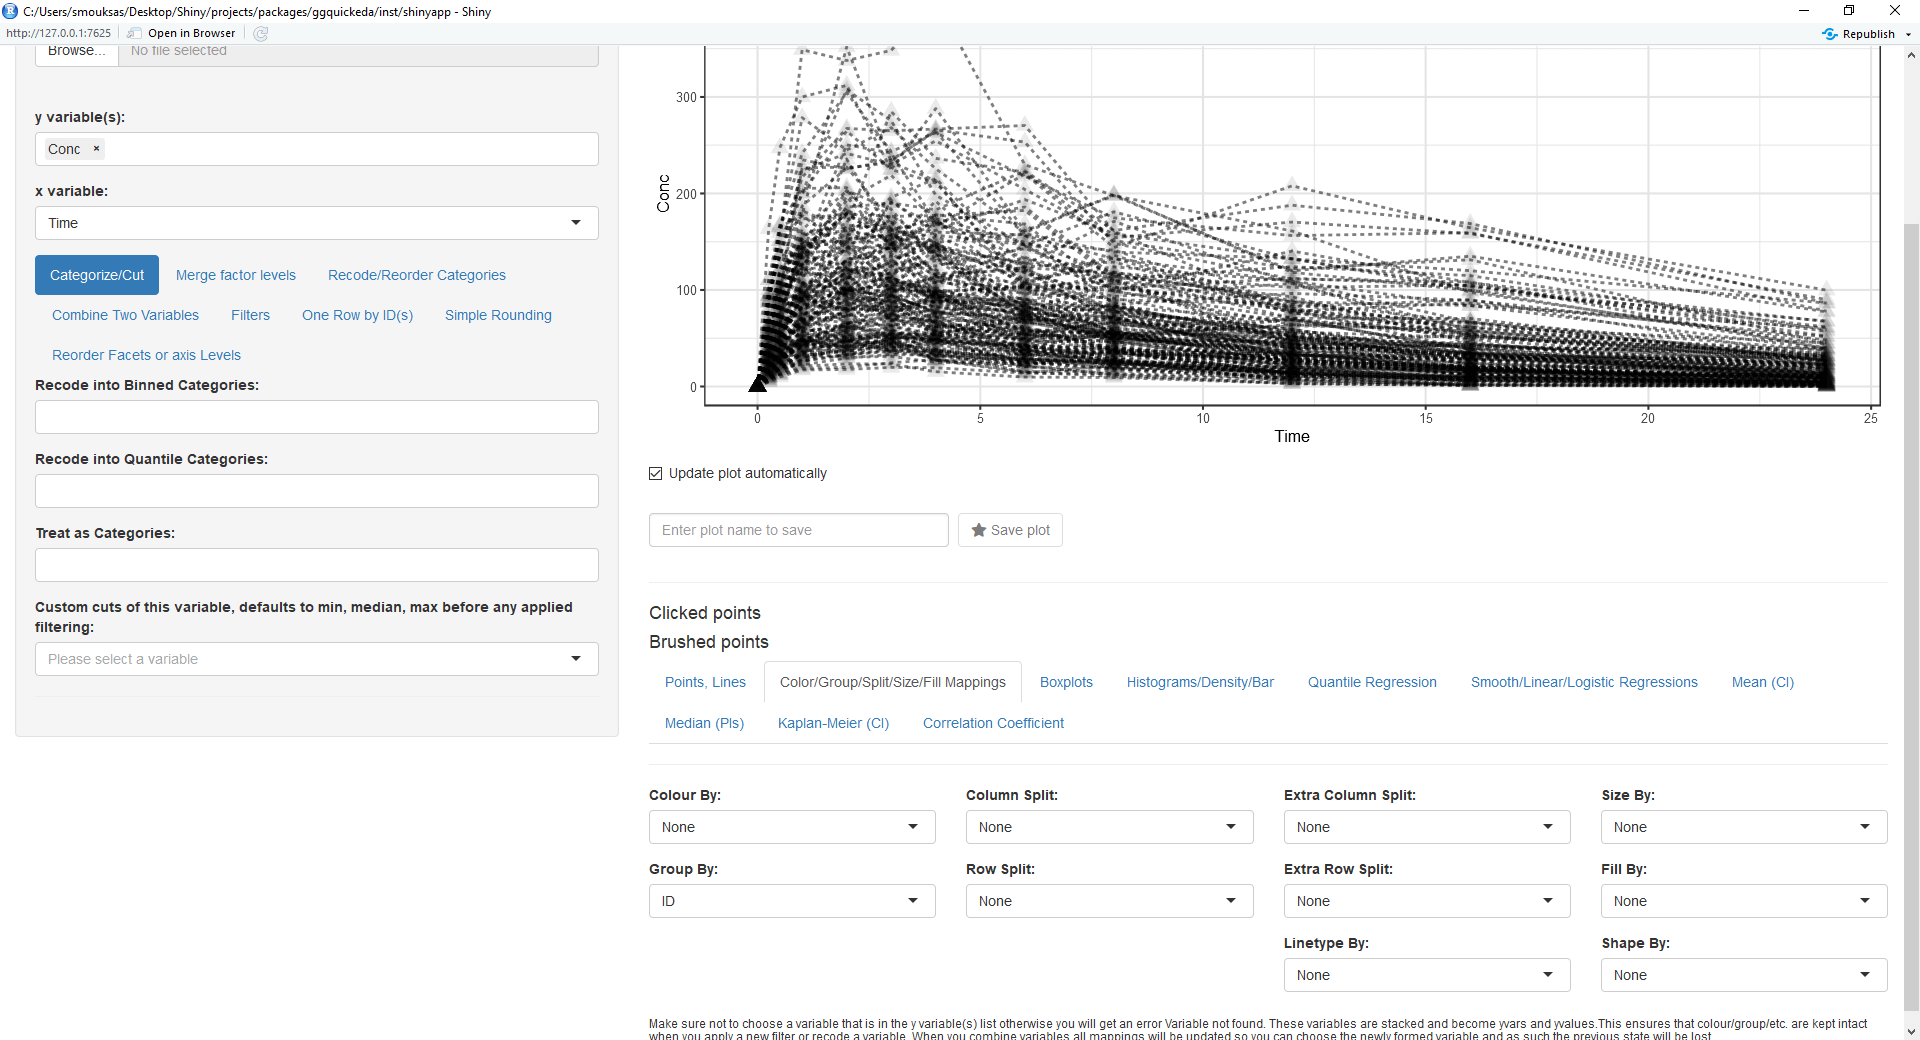 C:/Users/smouksas/Desktop/Shiny/projects/packages/ggquickeda/inst/shinyapp - Shiny
http://127.0.0.1:7625 Open in Browser Republish
Browse... No file selected
y variable(s):
Conc ×
x variable:
Time
Categorize/Cut Merge factor levels Recode/Reorder Categories
Combine Two Variables Filters One Row by ID(s) Simple Rounding
Reorder Facets or axis Levels
Recode into Binned Categories:
Recode into Quantile Categories:
Treat as Categories:
Custom cuts of this variable, defaults to min, median, max before any applied
filtering:
Please select a variable
300
200
100
0
Conc
0 5 10 15 20 25
Time
Update plot automatically
Enter plot name to save Save plot
Clicked points
Brushed points
Points, Lines Color/Group/Split/Size/Fill Mappings Boxplots Histograms/Density/Bar Quantile Regression Smooth/Linear/Logistic Regressions Mean (CI)
Median (PIs) Kaplan-Meier (CI) Correlation Coefficient
Colour By: Column Split: Extra Column Split: Size By:
None None None None
Group By: Row Split: Extra Row Split: Fill By:
ID None None None
Linetype By: Shape By:
None None
Make sure not to choose a variable that is in the y variable(s) list otherwise you will get an error Variable not found. These variables are stacked and become yvars and yvalues.This ensures that colour/group/etc. are kept intact
when you apply a new filter or recode a variable. When you combine variables all mappings will be updated so you can choose the newly formed variable and as such the previous state will be lost.